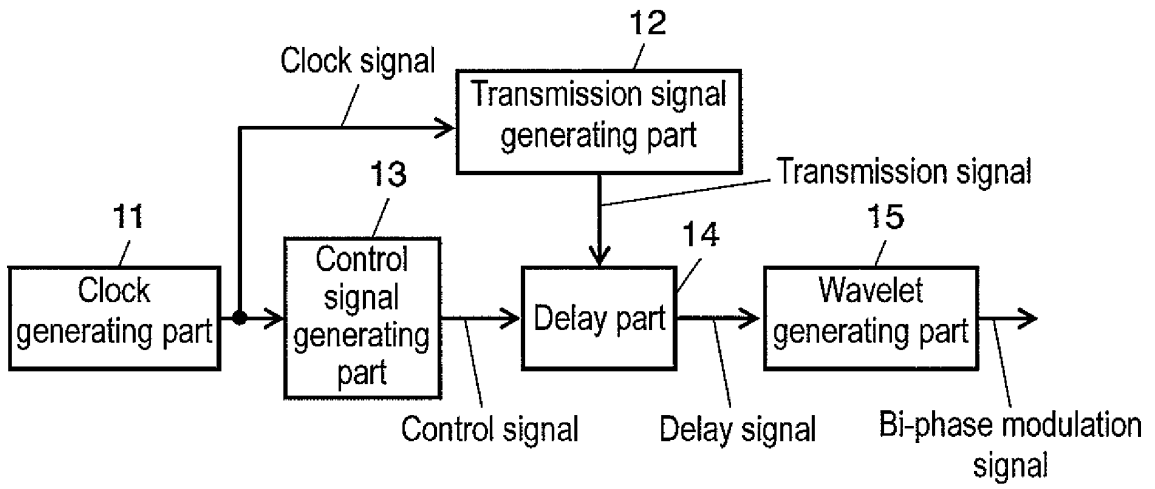 12
Clock signal
Transmission signal
generating part
13
Transmission signal
11
14
15
Clock
generating part
Control
signal
generating
part
Delay part
Wavelet
generating part
Control signal
Delay signal
Bi-phase modulation
signal